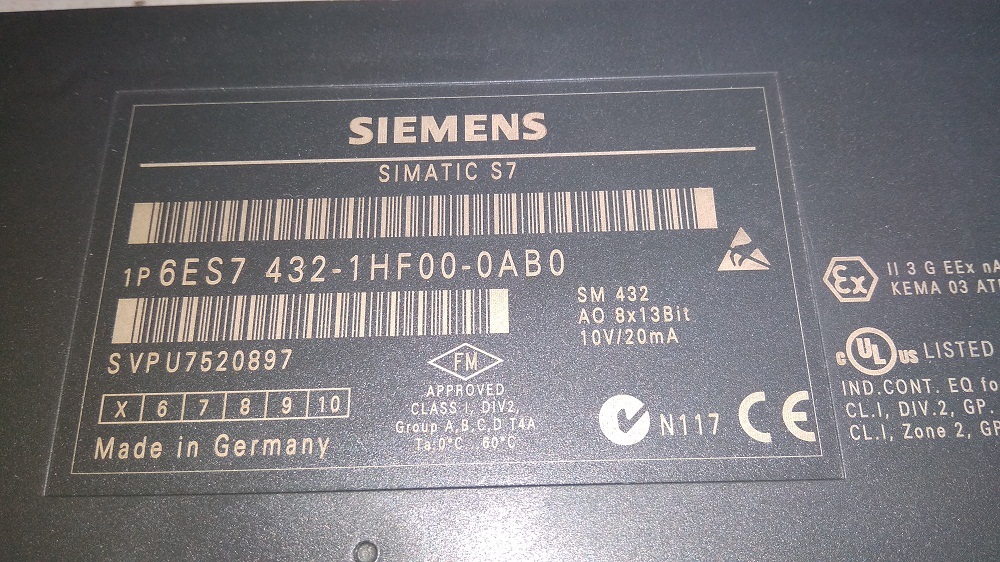 SIEMENS
SIMATIC S7
1P 6ES7 432-1HF00-0AB0
SM 432
AO 8x13Bit
10V/20mA
S VPU7520897
FM
APPROVED
CLASS I, DIV2,
Group A,B,C,D T4A
Ta.0°C - 60°C
X 6 7 8 9 10
N117
CE
Made in Germany
Ex
II 3 G EEx nA
KEMA 03 AT
c UL us LISTED
IND.CONT. EQ fo
CL.I, DIV.2, GP.
CL.I, Zone 2, GP